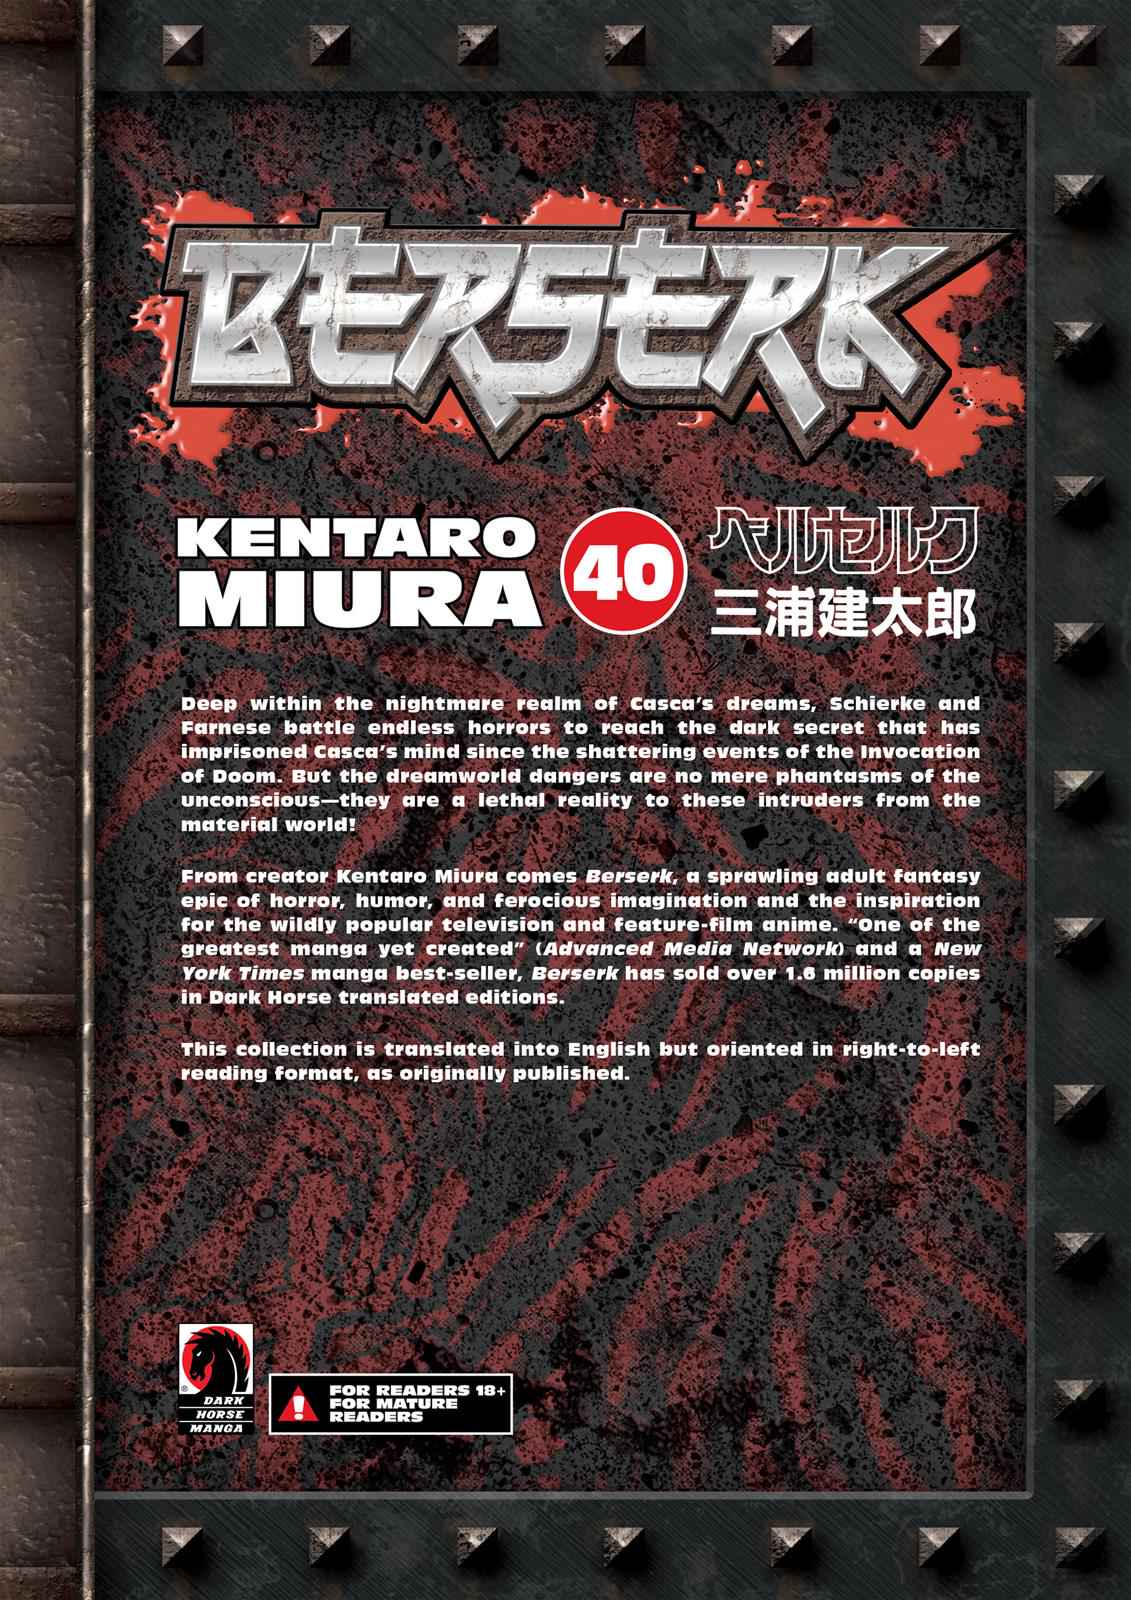 BERSERK
KENTARO
MIURA
40
ベルセルク
三浦建太郎
Deep within the nightmare realm of Casca's dreams, Schierke and
Farnese battle endless horrors to reach the dark secret that has
imprisoned Casca's mind since the shattering events of the Invocation
of Doom. But the dreamworld dangers are no mere phantasms of the
unconscious—they are a lethal reality to these intruders from the
material world!
From creator Kentaro Miura comes Berserk, a sprawling adult fantasy
epic of horror, humor, and ferocious imagination and the inspiration
for the wildly popular television and feature-film anime. “One of the
greatest manga yet created” (Advanced Media Network) and a New
York Times manga best-seller, Berserk has sold over 1.6 million copies
in Dark Horse translated editions.
This collection is translated into English but oriented in right-to-left
reading format, as originally published.
®
DARK
HORSE
MANGA
FOR READERS 18+
FOR MATURE
READERS